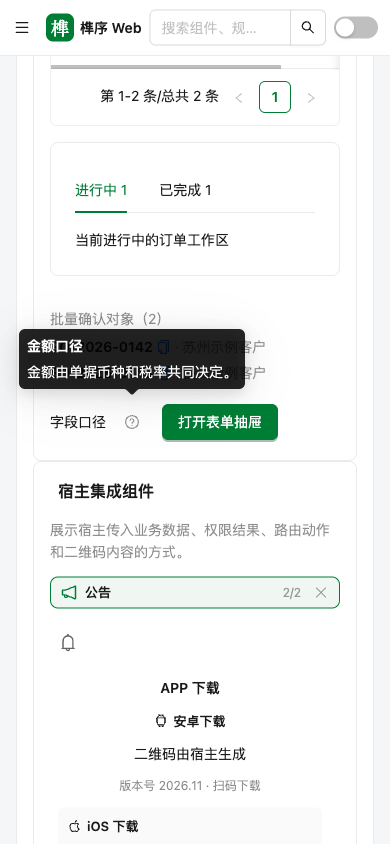 榫 榫序 Web 搜索组件、规...
第 1-2 条/总共 2 条 1
进行中 1 已完成 1
当前进行中的订单工作区
批量确认对象（2）
金额口径
026-0142 · 苏州示例客户
金额由单据币种和税率共同决定。
例客户
字段口径 打开表单抽屉
宿主集成组件
展示宿主传入业务数据、权限结果、路由动作
和二维码内容的方式。
公告 2/2
APP 下载
安卓下载
二维码由宿主生成
版本号 2026.11 · 扫码下载
iOS 下载